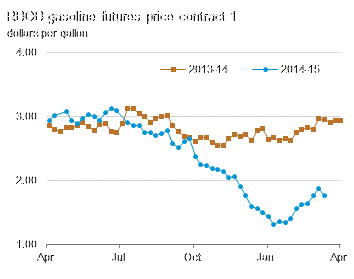 RBOB gasoline futures price contract 1
dollars per gallon
4.00
2013-14
2014-15
3.00
2.00
1.00
Apr
Jul
Oct
Jan
Apr